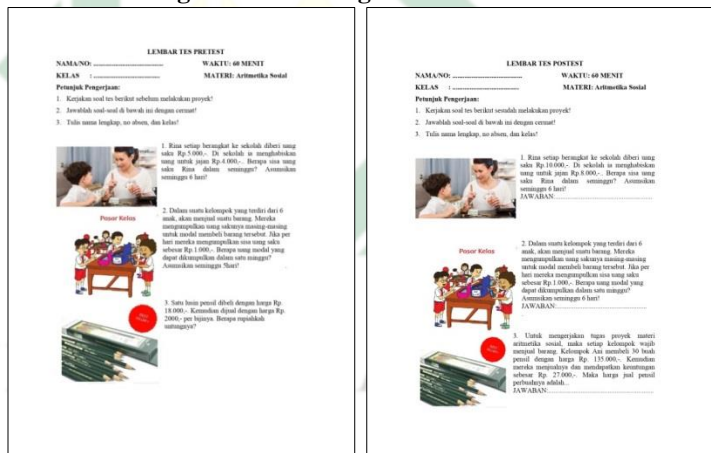 LEMBAR TES PRETEST
NAMA/NO: ..................................
WAKTU: 60 MENIT
KELAS : ..................................
MATERI: Aritmetika Sosial
Petunjuk Pengerjaan:
1. Kerjakan soal tes berikut sebelum melakukan proyek!
2. Jawablah soal-soal di bawah ini dengan cermat!
3. Tulis nama lengkap, no absen, dan kelas!
1. Rina setiap berangkat ke sekolah diberi uang
saku Rp.5.000,-. Di sekolah is menghabiskan
uang untuk jajan Rp.4.000,-. Berapa sisa uang
saku Rina dalam seminggu? Asumsikan
seminggu 6 hari!
Pasar Kelas
2. Dalam suatu kelompok yang terdiri dari 6
anak, akan menjual suatu barang. Mereka
mengumpulkan uang sakunya masing-masing
untuk modal membeli barang tersebut. Jika per
hari mereka mengumpulkan sisa uang saku
sebesar Rp.1.000,-. Berapa uang modal yang
dapat dikumpulkan dalam satu minggu?
Asumsikan seminggu 5hari!
3. Satu lusin pensil dibeli dengan harga Rp.
18.000,-. Kemudian dijual dengan harga Rp.
2000,- per bijinya. Berapa rupiahkah
untungnya?
LEMBAR TES POSTEST
NAMA/NO: ..................................
WAKTU: 60 MENIT
KELAS : ..................................
MATERI: Aritmetika Sosial
Petunjuk Pengerjaan:
1. Kerjakan soal tes berikut sesudah melakukan proyek!
2. Jawablah soal-soal di bawah ini dengan cermat!
3. Tulis nama lengkap, no absen, dan kelas!
1. Rina setiap berangkat ke sekolah diberi uang
saku Rp.10.000,-. Di sekolah is menghabiskan
uang untuk jajan Rp.8.000,-. Berapa sisa uang
saku Rina dalam seminggu? Asumsikan
seminggu 6 hari!
JAWABAN:..................................
Pasar Kelas
2. Dalam suatu kelompok yang terdiri dari 6
anak, akan menjual suatu barang. Mereka
mengumpulkan uang sakunya masing-masing
untuk modal membeli barang tersebut. Jika per
hari mereka mengumpulkan sisa uang saku
sebesar Rp.1.000,-. Berapa uang modal yang
dapat dikumpulkan dalam satu minggu?
Asumsikan seminggu 6 hari!
JAWABAN:..................................
3. Untuk mengerjakan tugas proyek materi
aritmetika sosial, maka setiap kelompok wajib
menjual barang. Kelompok Ani membeli 30 buah
pensil dengan harga Rp. 135.000,-. Kemudian
mereka menjualnya dan mendapatkan keuntungan
sebesar Rp. 27.000,-. Maka harga jual pensil
perbuahnya adalah...
JAWABAN:..................................